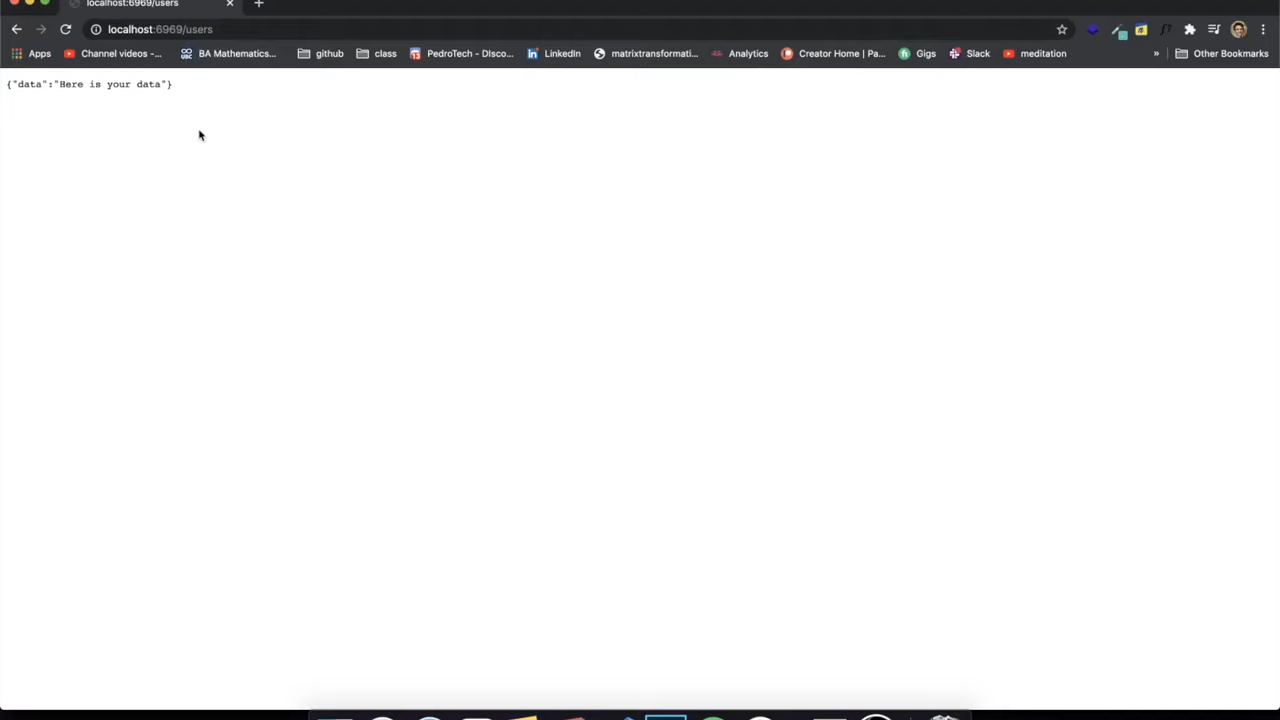 localhost:6969/users
localhost:6969/users
Apps
Channel videos -...
BA Mathematics...
github
class
PedroTech - DIsco...
LinkedIn
matrixtransformati...
Analytics
Creator Home | Pa...
Gigs
Slack
meditation
»
Other Bookmarks
{"data":"Here is your data"}